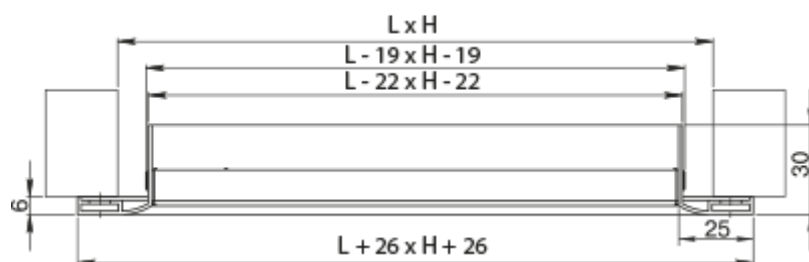 L x H
L - 19 x H - 19
L - 22 x H - 22
30
6
25
L + 26 x H + 26